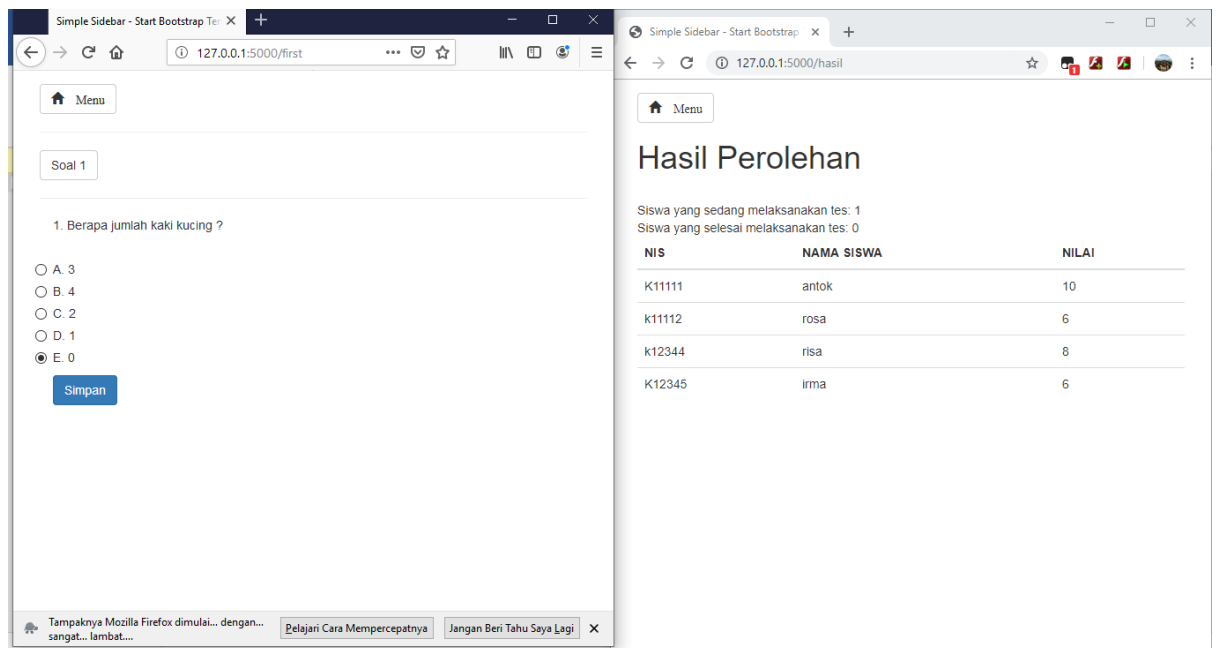 Simple Sidebar - Start Bootstrap Ter
127.0.0.1:5000/first
Menu
Soal 1
1. Berapa jumlah kaki kucing ?
A. 3
B. 4
C. 2
D. 1
E. 0
Simpan
Tampaknya Mozilla Firefox dimulai... dengan...
sangat... lambat....
Pelajari Cara Mempercepatnya
Jangan Beri Tahu Saya Lagi
Simple Sidebar - Start Bootstrap
127.0.0.1:5000/hasil
1
Menu
Hasil Perolehan
Siswa yang sedang melaksanakan tes: 1
Siswa yang selesai melaksanakan tes: 0
NIS NAMA SISWA NILAI
K11111 antok 10
k11112 rosa 6
k12344 risa 8
K12345 irma 6